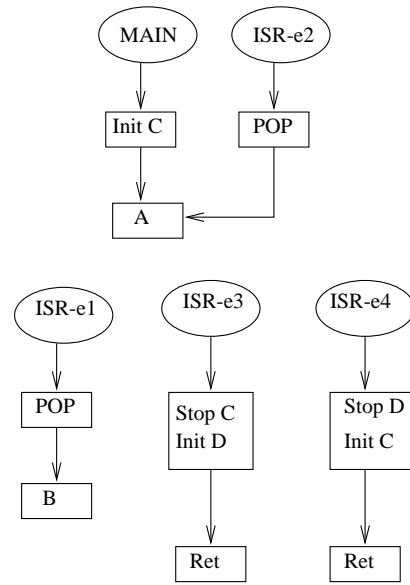 MAIN
ISR-e2
Init C
POP
A
ISR-e1
ISR-e3
ISR-e4
POP
Stop C
Init D
Stop D
Init C
B
Ret
Ret